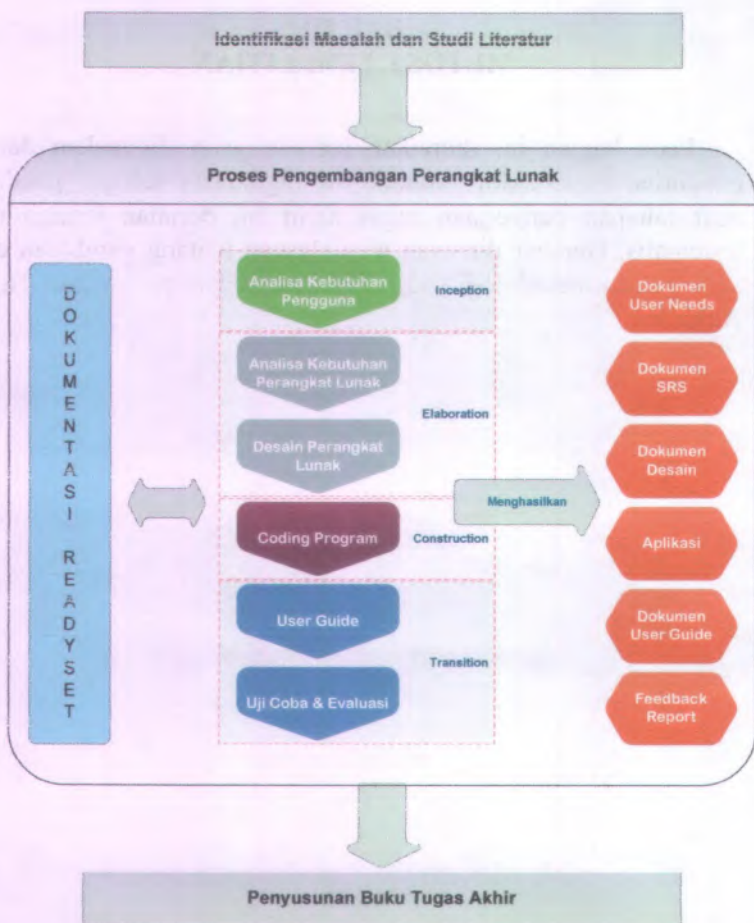 Identifikasi Masalah dan Studi Literatur
Proses Pengembangan Perangkat Lunak
DOKUMENTASI READYSET
Analisa Kebutuhan
Pengguna
Inception
Analisa Kebutuhan
Perangkat Lunak
Desain Perangkat
Lunak
Elaboration
Coding Program
Construction
User Guide
Uji Coba & Evaluasi
Transition
Menghasilkan
Dokumen
User Needs
Dokumen
SRS
Dokumen
Desain
Aplikasi
Dokumen
User Guide
Feedback
Report
Penyusunan Buku Tugas Akhir